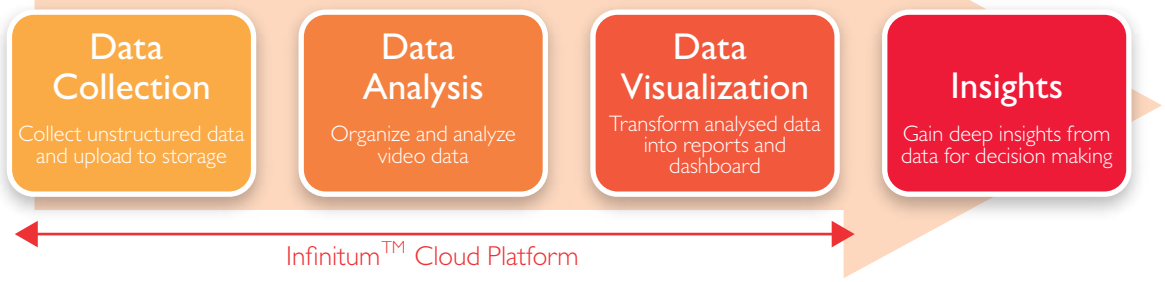 Data
Collection
Collect unstructured data
and upload to storage
Data
Analysis
Organize and analyze
video data
Data
Visualization
Transform analysed data
into reports and
dashboard
Insights
Gain deep insights from
data for decision making
Infinitum™ Cloud Platform